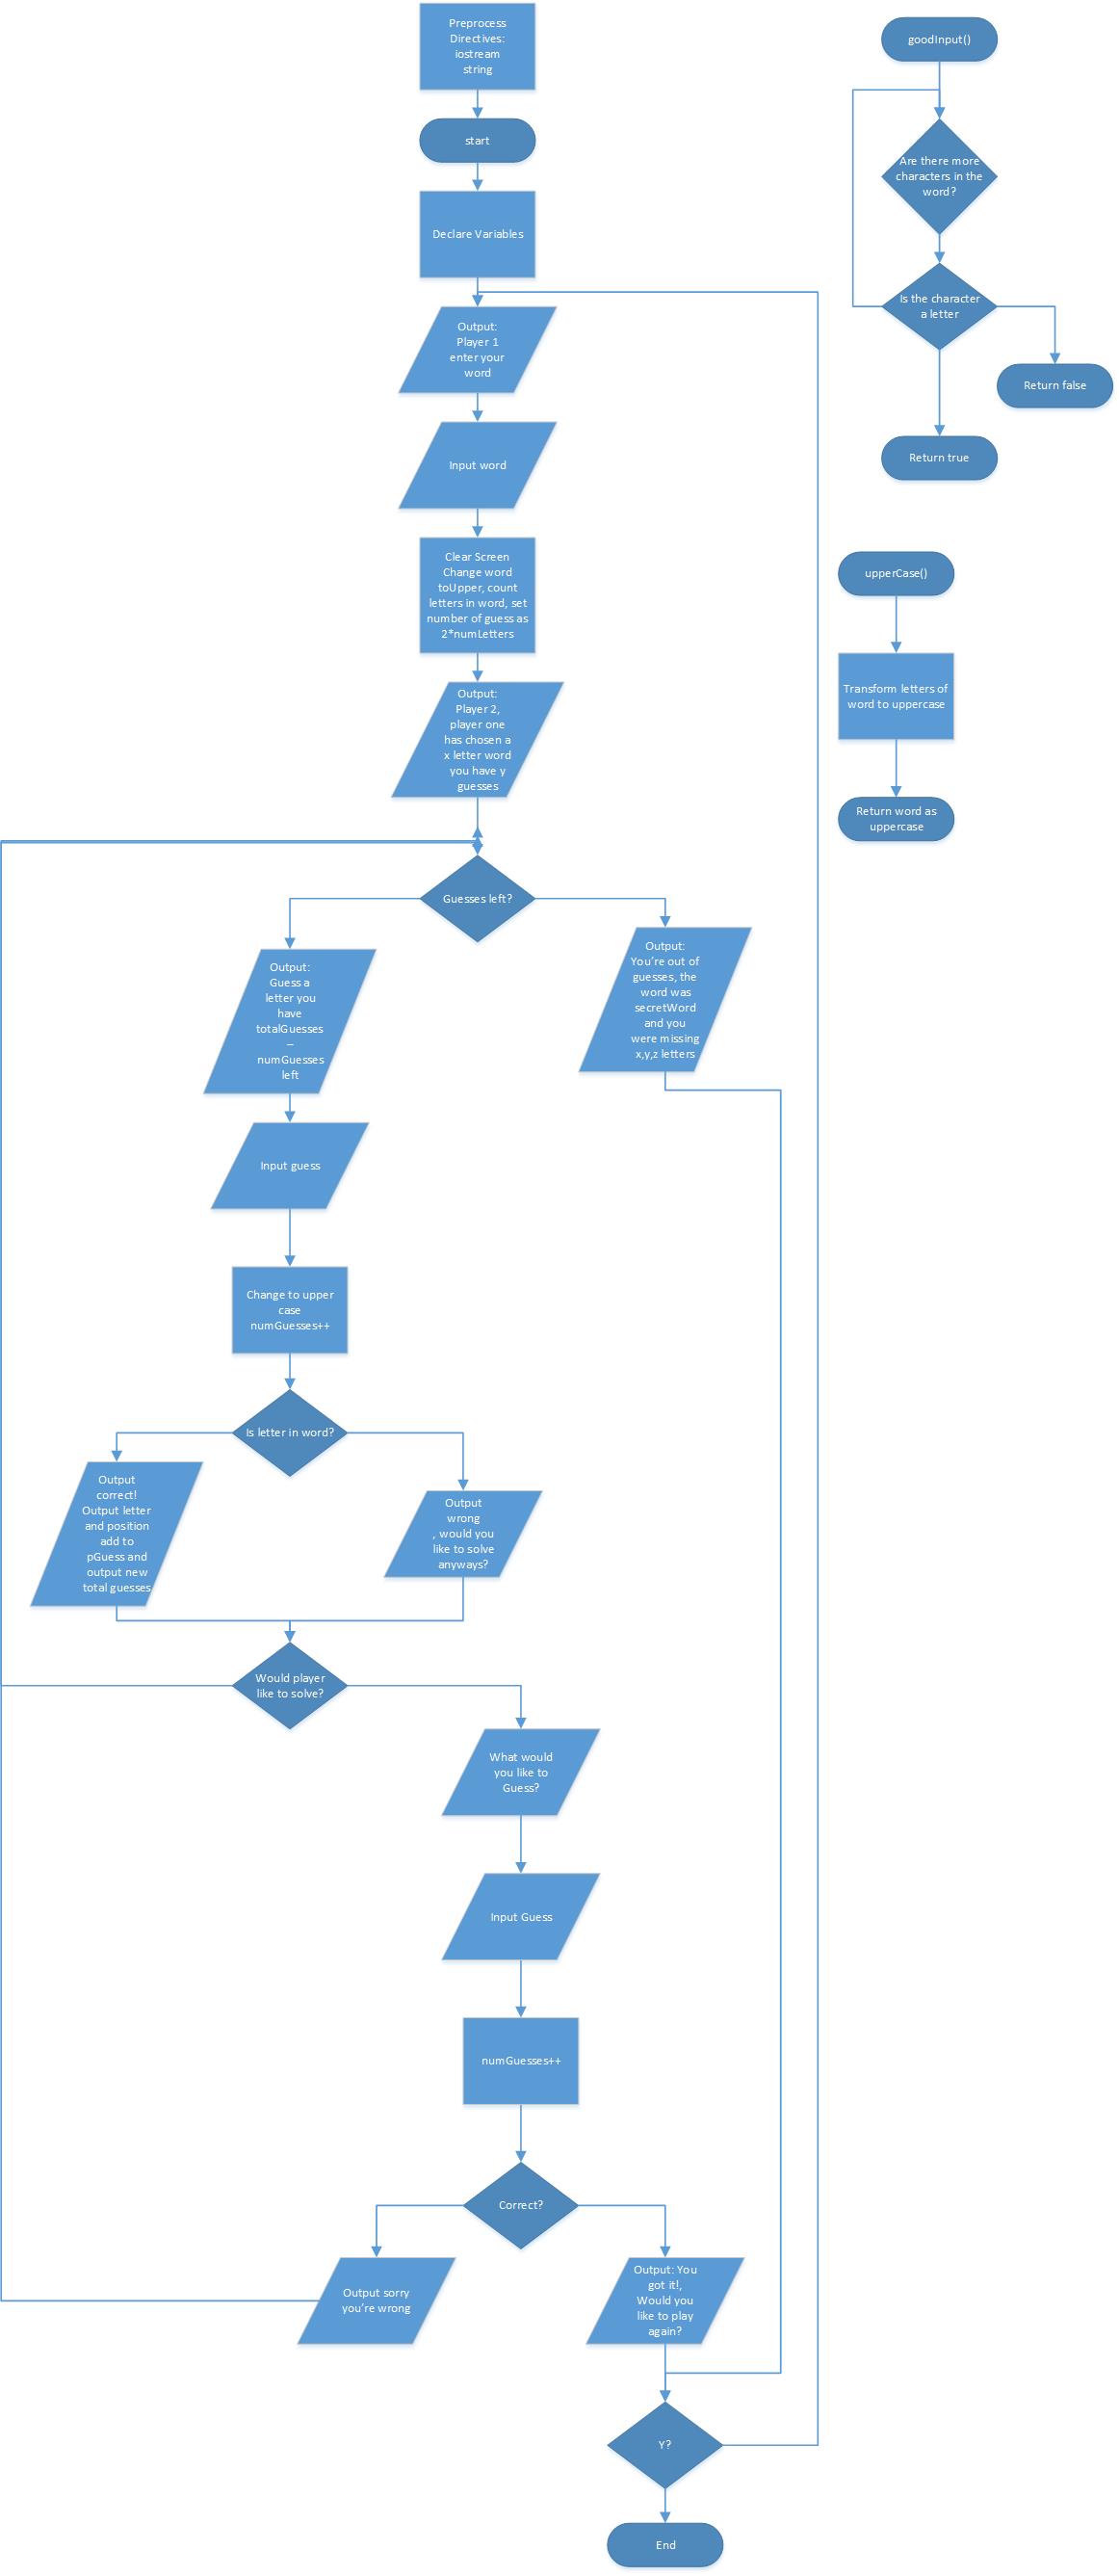 Preprocess
Directives:
iostream
string
start
Declare Variables
Output:
Player 1
enter your
word
Input word
Clear Screen
Change word
toUpper, count
letters in word, set
number of guess as
2*numLetters
Output:
Player 2,
player one
has chosen a
x letter word
you have y
guesses
Guesses left?
Output:
Guess a
letter you
have
totalGuesses
–
numGuesses
left
Output:
You're out of
guesses, the
word was
secretWord
and you
were missing
x,y,z letters
Input guess
Change to upper
case
numGuesses++
Is letter in word?
Output
correct!
Output letter
and position
add to
pGuess and
output new
total guesses
Output
wrong
, would you
like to solve
anyways?
Would player
like to solve?
What would
you like to
Guess?
Input Guess
numGuesses++
Correct?
Output sorry
you're wrong
Output: You
got it!,
Would you
like to play
again?
Y?
End
goodInput()
Are there more
characters in the
word?
Is the character
a letter
Return false
Return true
upperCase()
Transform letters of
word to uppercase
Return word as
uppercase